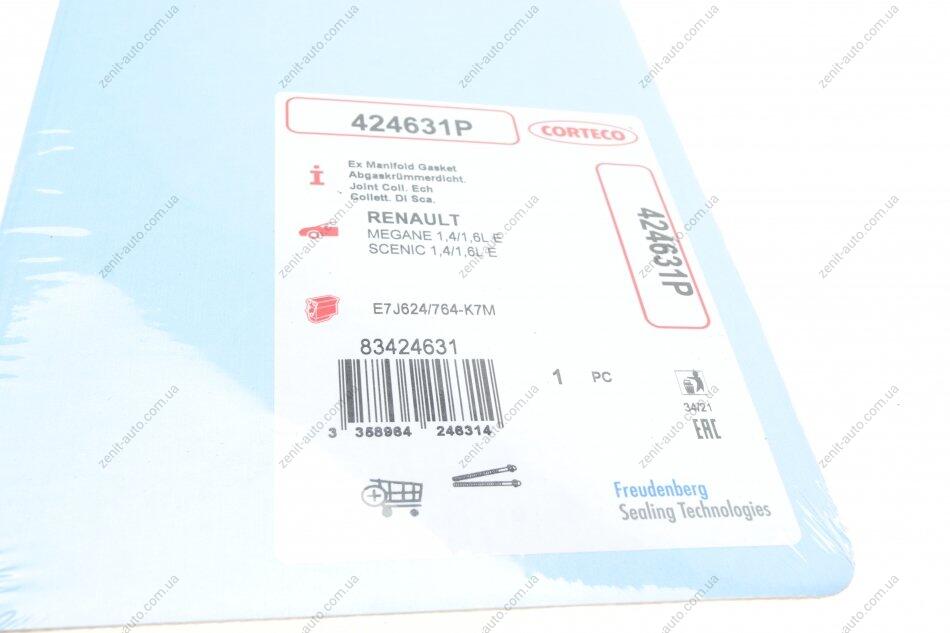 424631P
CORTECO
Ex Manifold Gasket
Abgaskrümmerdicht.
Joint Coll. Ech
Collett. Di Sca.
RENAULT
MEGANE 1,4/1,6L E
SCENIC 1,4/1,6L E
424631P
E7J624/764-K7M
83424631
1 PC
3 358964 246314
34/21
EAC
Freudenberg
Sealing Technologies
zenit-auto.com.ua